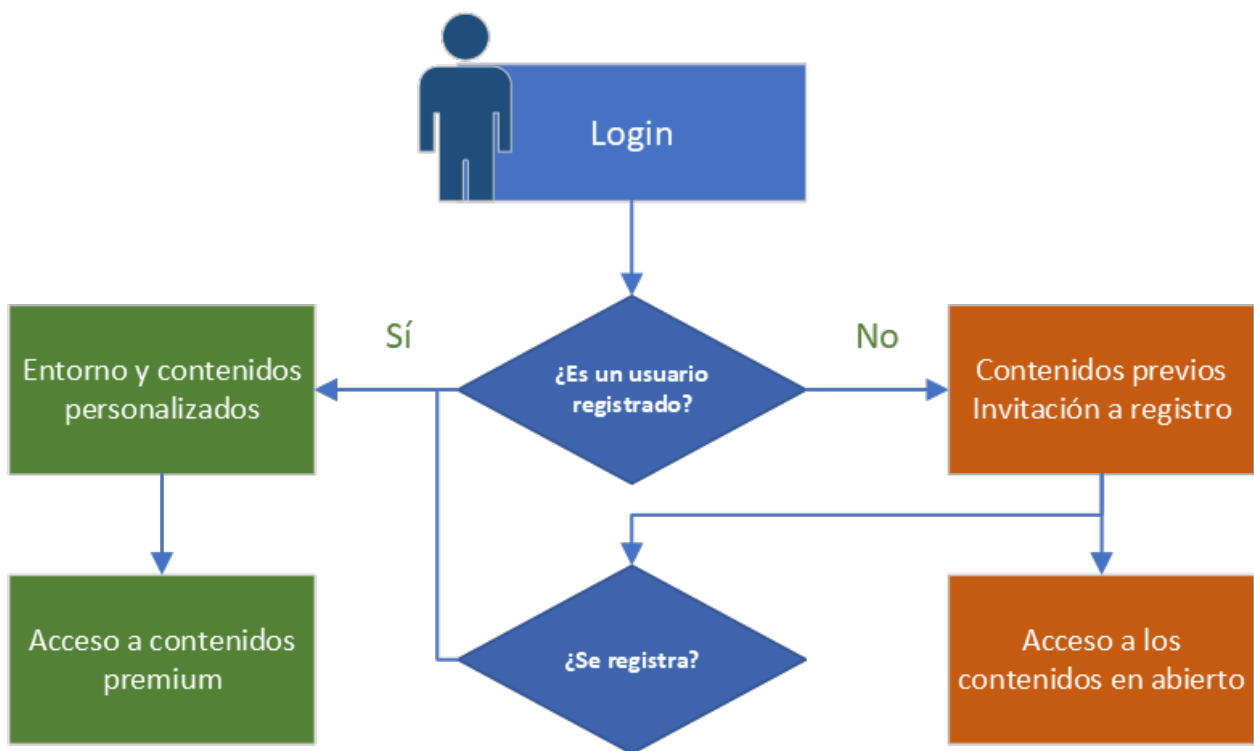 Login
Sí
No
¿Es un usuario
registrado?
Entorno y contenidos
personalizados
Contenidos previos
Invitación a registro
Acceso a contenidos
premium
¿Se registra?
Acceso a los
contenidos en abierto